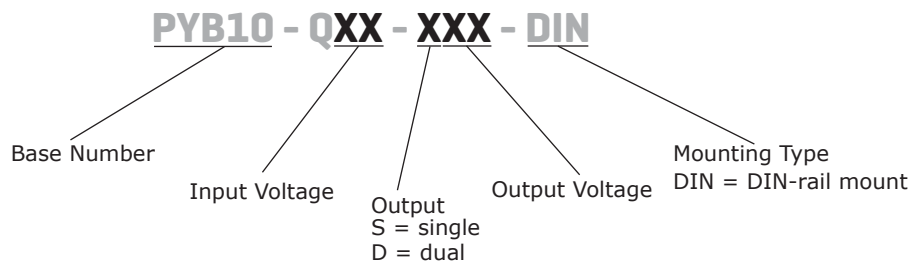 PYB10 - QXX - XXX - DIN
Base Number
Input Voltage
Output
S = single
D = dual
Output Voltage
Mounting Type
DIN = DIN-rail mount